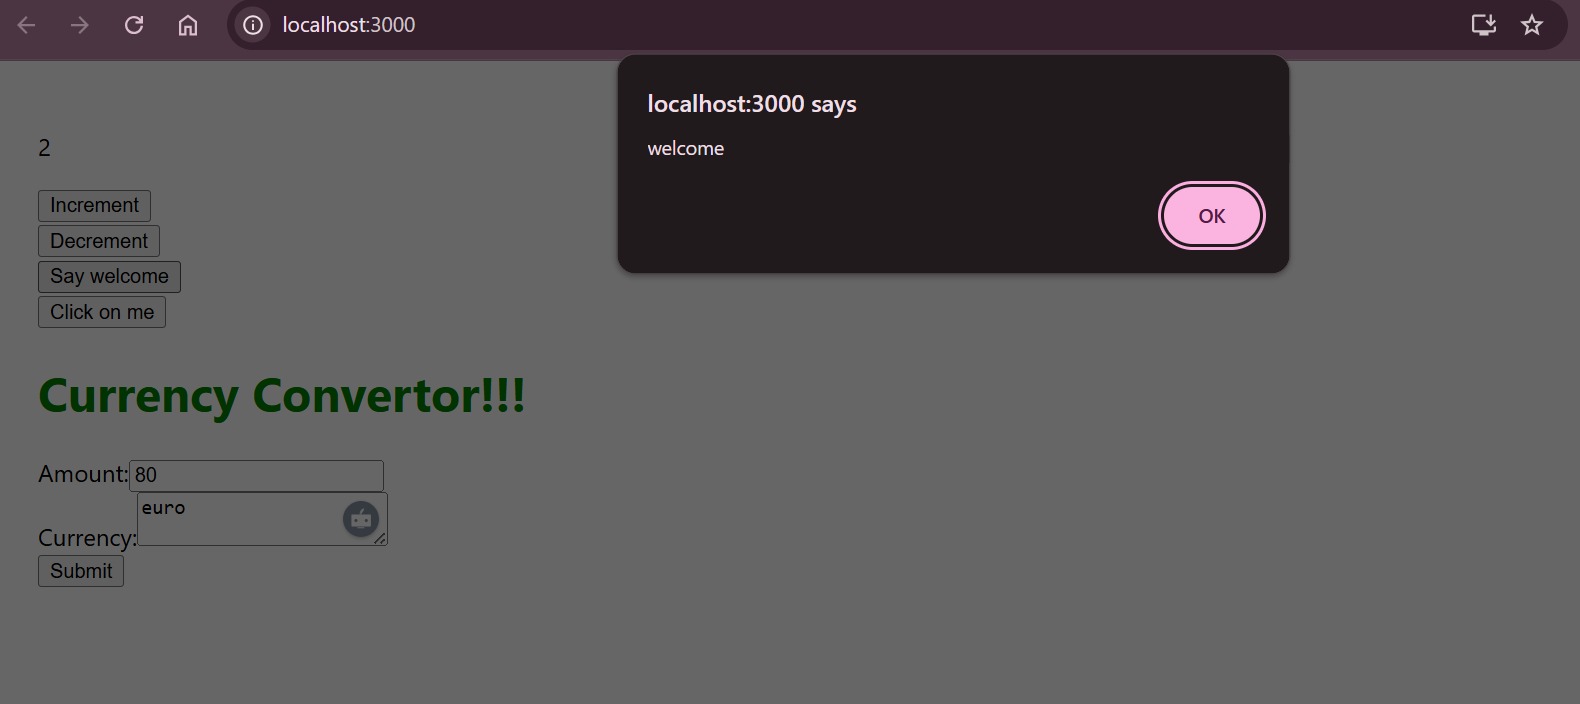 localhost:3000
localhost:3000 says
welcome
OK
2
Increment
Decrement
Say welcome
Click on me
Currency Convertor!!!
Amount:80
euro
Currency:
Submit